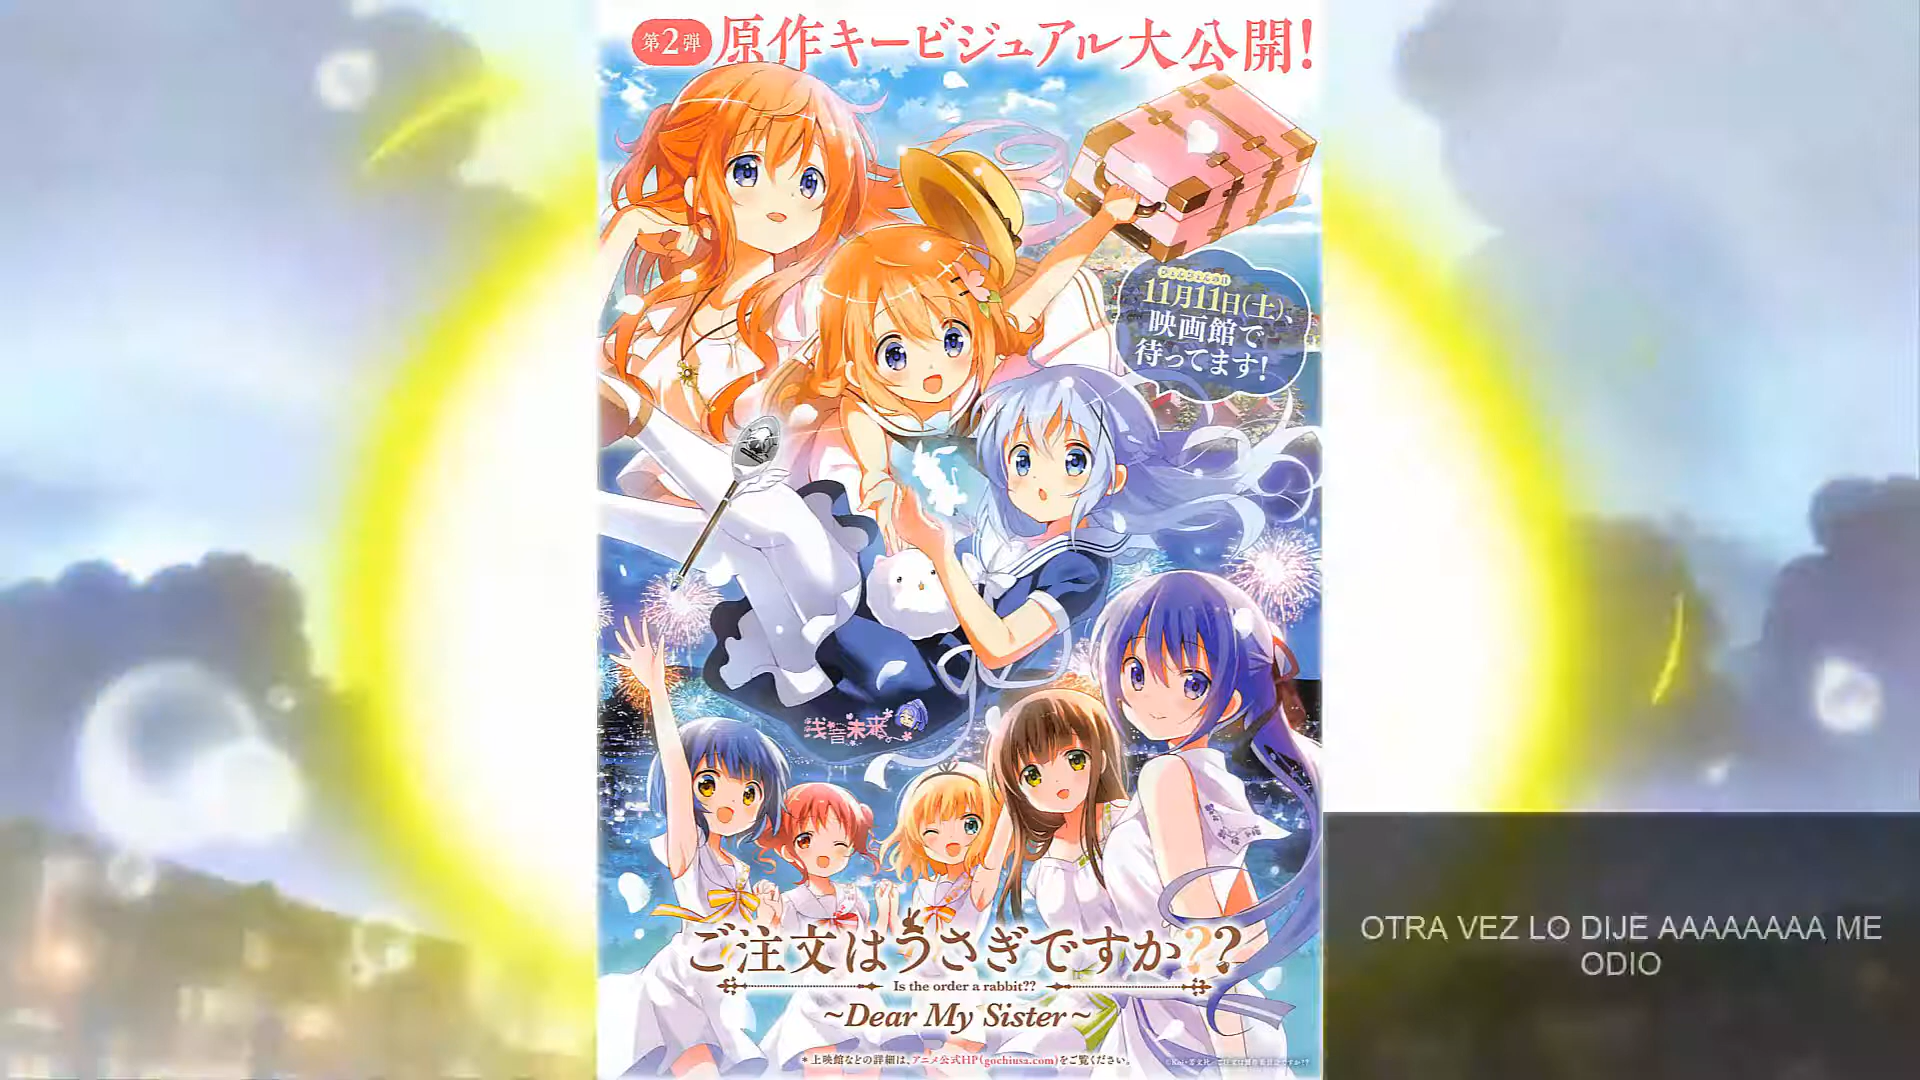 第2弾 原作キービジュアル大公開!
11月11日(土)、
映画館で
待ってます!
浅音未来
ご注文はうさぎですか??
Is the order a rabbit??
~Dear My Sister~
*上映館などの詳細は、アニメ公式HP(gochiusa.com)をご覧ください。
OTRA VEZ LO DIJE AAAAAAAA ME
ODIO